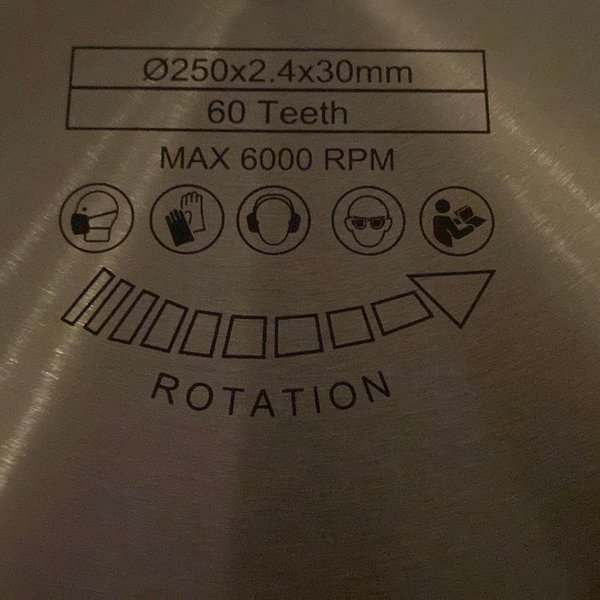 Ø250x2.4x30mm
60 Teeth
MAX 6000 RPM
ROTATION